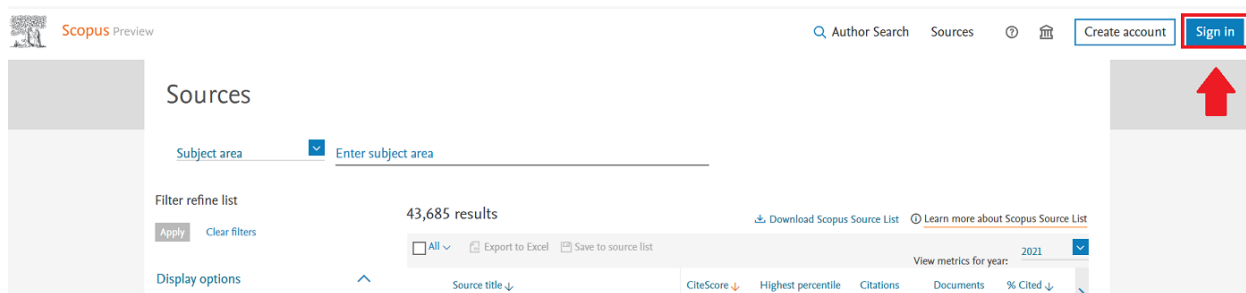 Scopus Preview
Author Search Sources Create account Sign in
Sources
Subject area Enter subject area
Filter refine list
43,685 results Download Scopus Source List Learn more about Scopus Source List
Apply Clear filters
All Export to Excel Save to source list
View metrics for year: 2021
Display options
Source title CiteScore Highest percentile Citations Documents % Cited